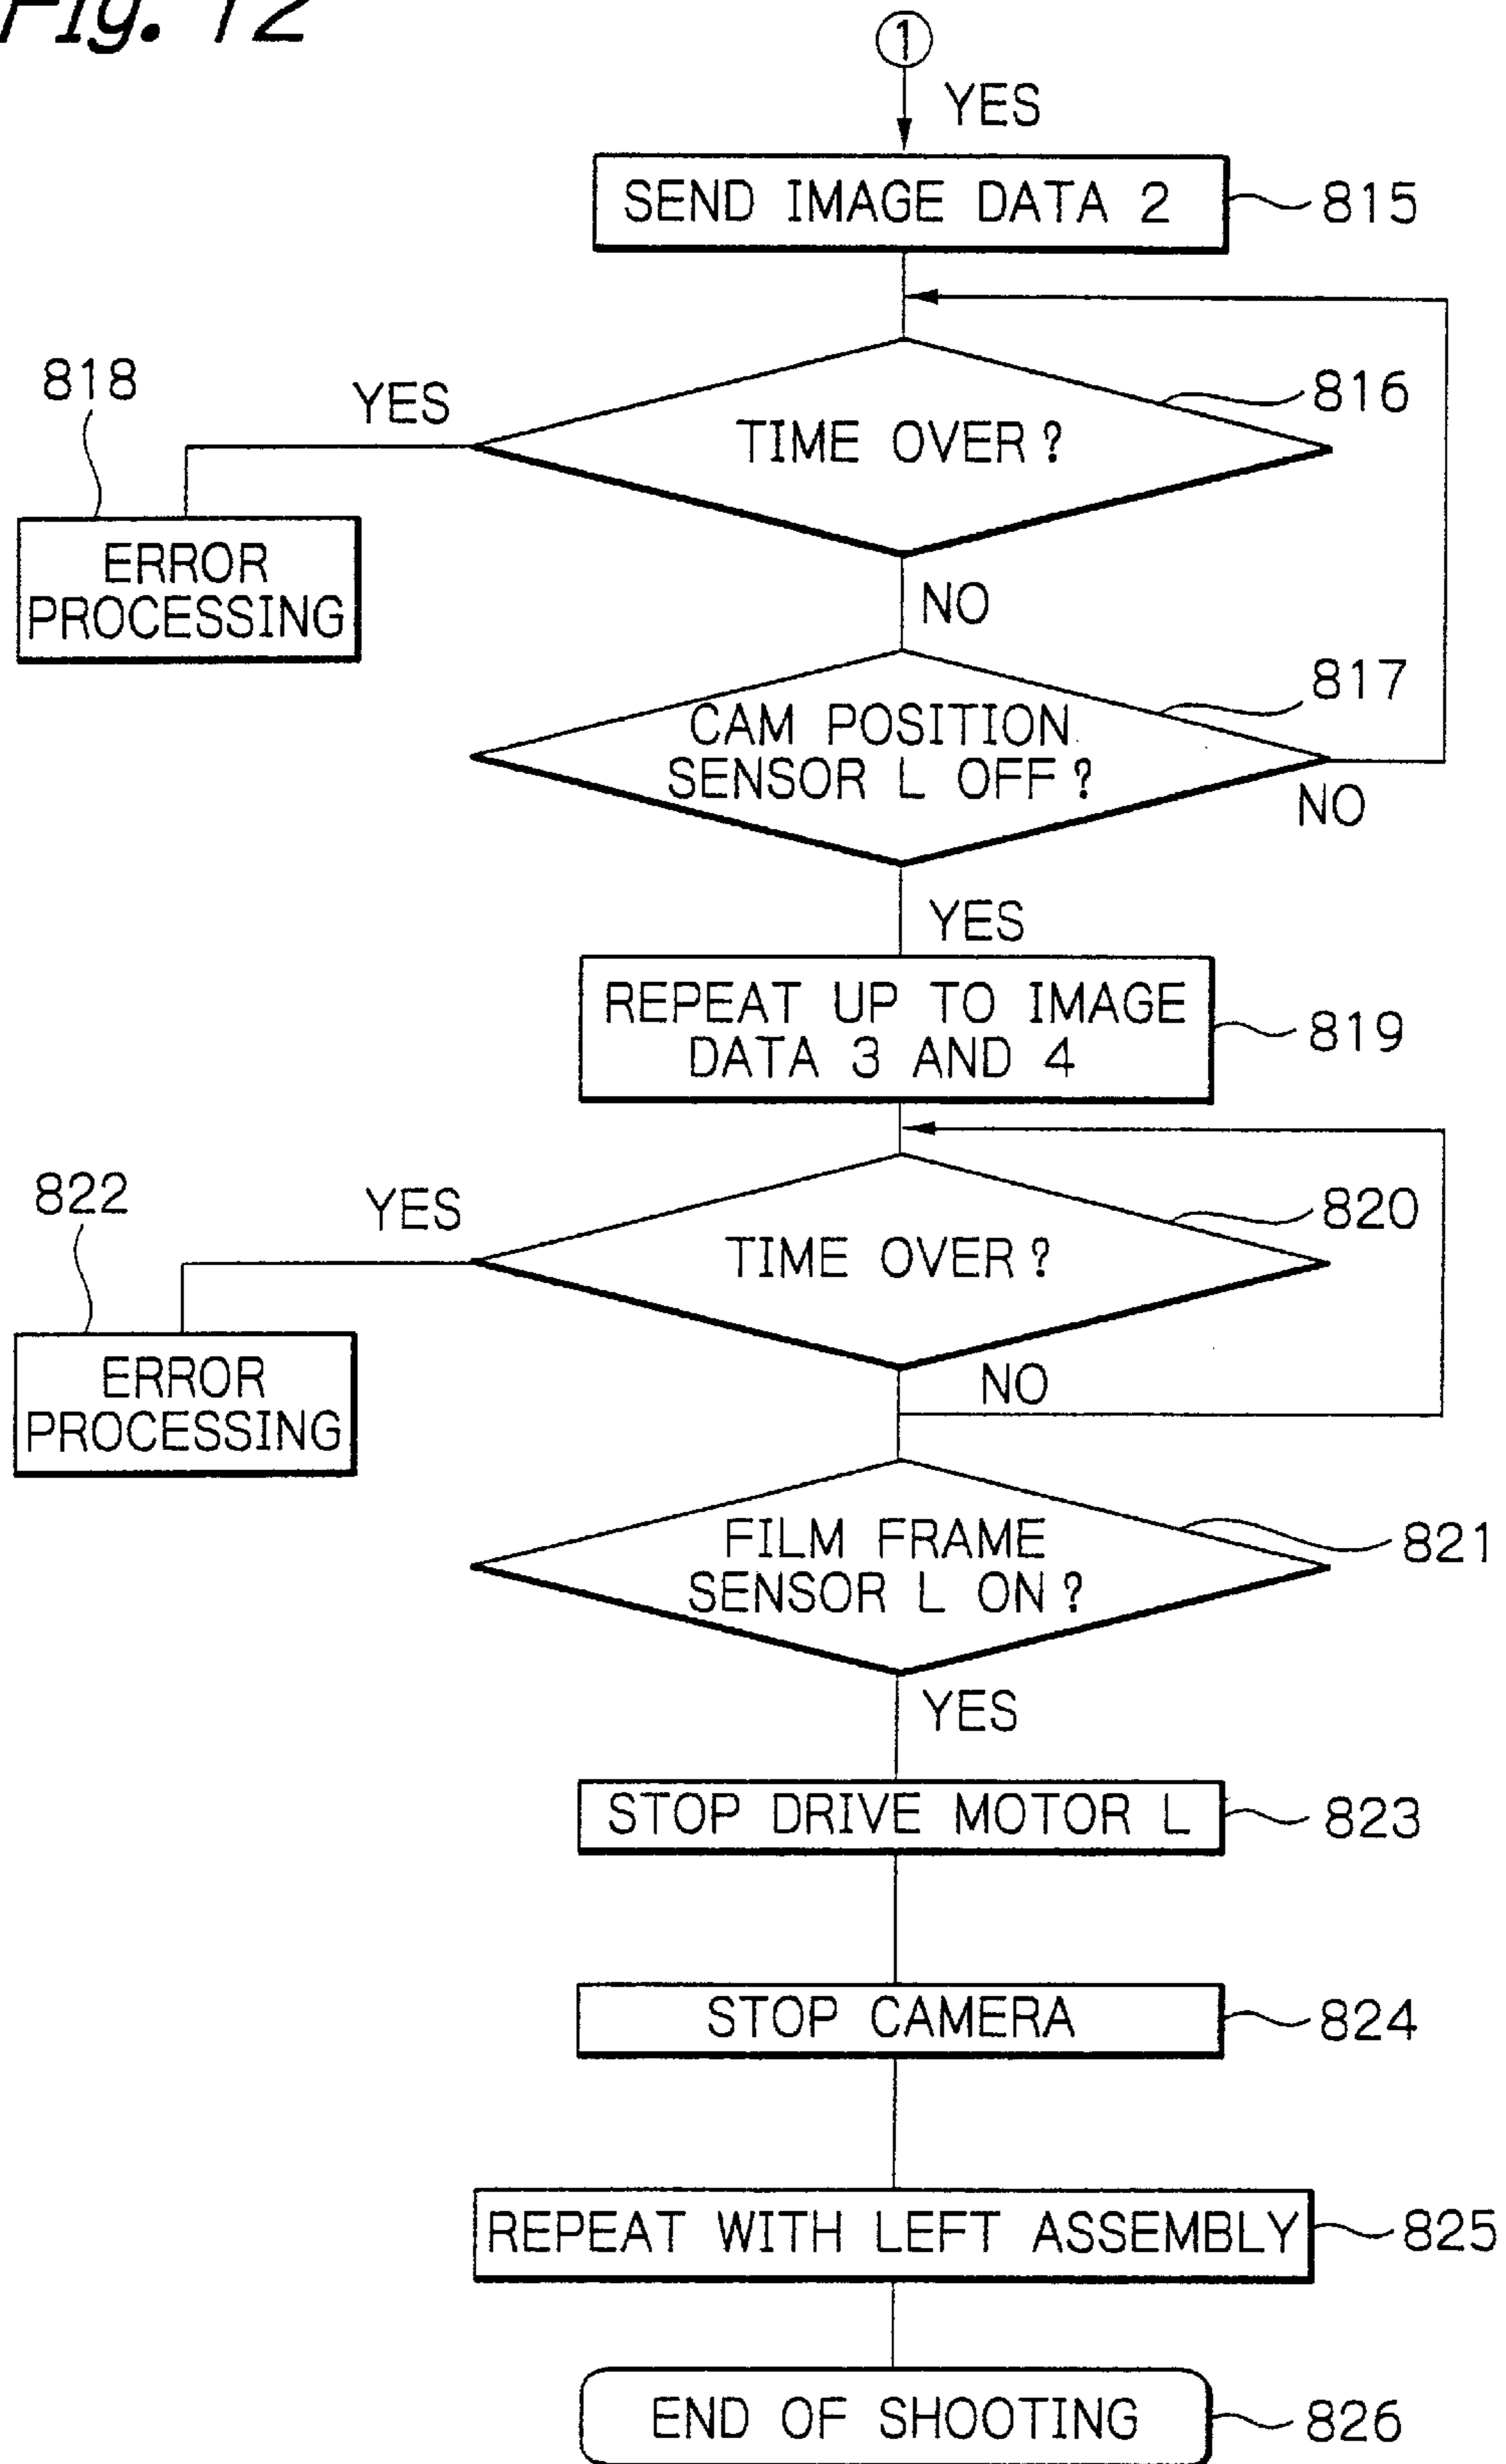 Fig. 12
1
YES
SEND IMAGE DATA 2
815
818
YES
TIME OVER?
816
ERROR
PROCESSING
NO
817
CAM POSITION
SENSOR L OFF?
NO
YES
REPEAT UP TO IMAGE
DATA 3 AND 4
819
822
YES
TIME OVER?
820
ERROR
PROCESSING
NO
FILM FRAME
SENSOR L ON?
821
YES
STOP DRIVE MOTOR L
823
STOP CAMERA
824
REPEAT WITH LEFT ASSEMBLY
825
END OF SHOOTING
826